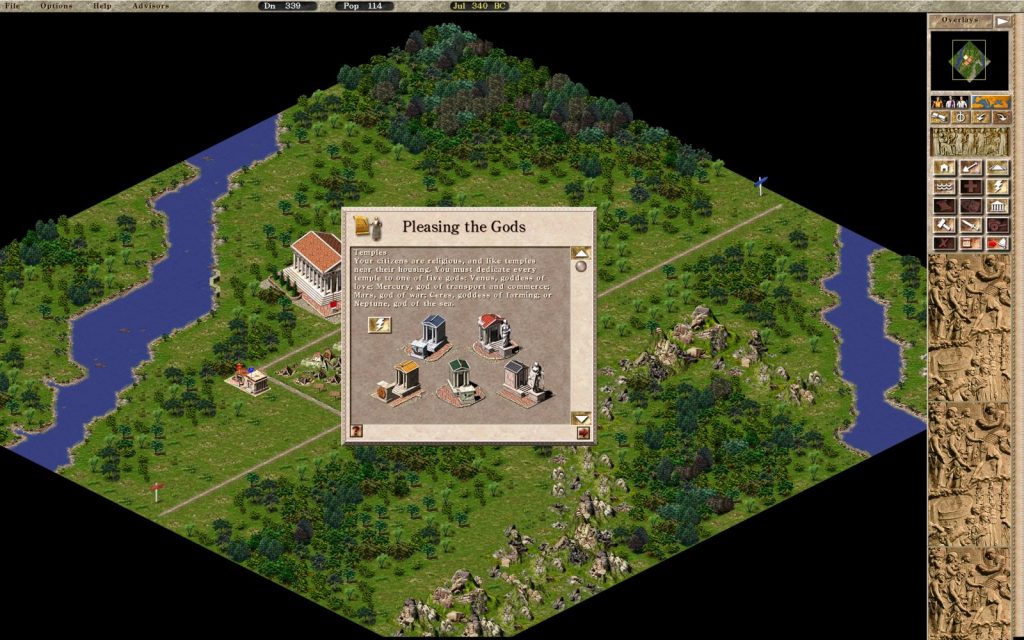 File Options Help Advisors Dn 339 Pop 114 Jul 340 BC
Overlays
Pleasing the Gods
Temples
Your citizens are religious, and like temples
near their housing. You must dedicate every
temple to one of five gods: Venus, goddess of
love; Mercury, god of transport and commerce;
Mars, god of war; Ceres, goddess of farming; or
Neptune, god of the sea.
?